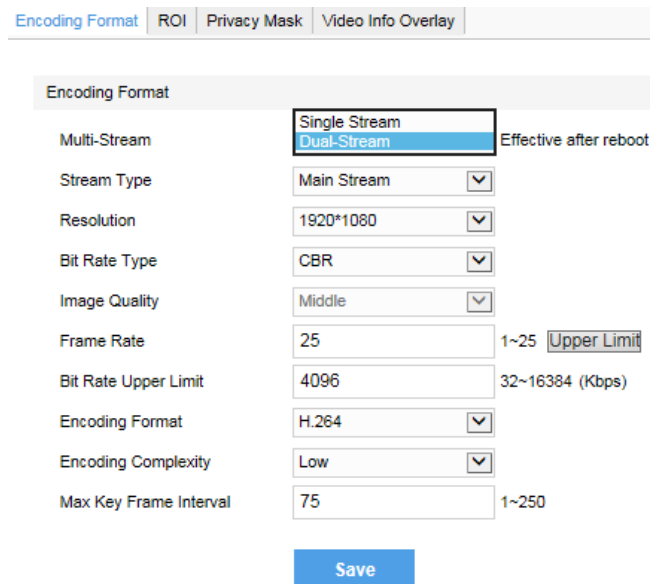 Encoding Format ROI Privacy Mask Video Info Overlay
Encoding Format
Single Stream
Multi-Stream Dual-Stream Effective after reboot
Stream Type Main Stream
Resolution 1920*1080
Bit Rate Type CBR
Image Quality Middle
Frame Rate 25 1~25 Upper Limit
Bit Rate Upper Limit 4096 32~16384 (Kbps)
Encoding Format H.264
Encoding Complexity Low
Max Key Frame Interval 75 1~250
Save